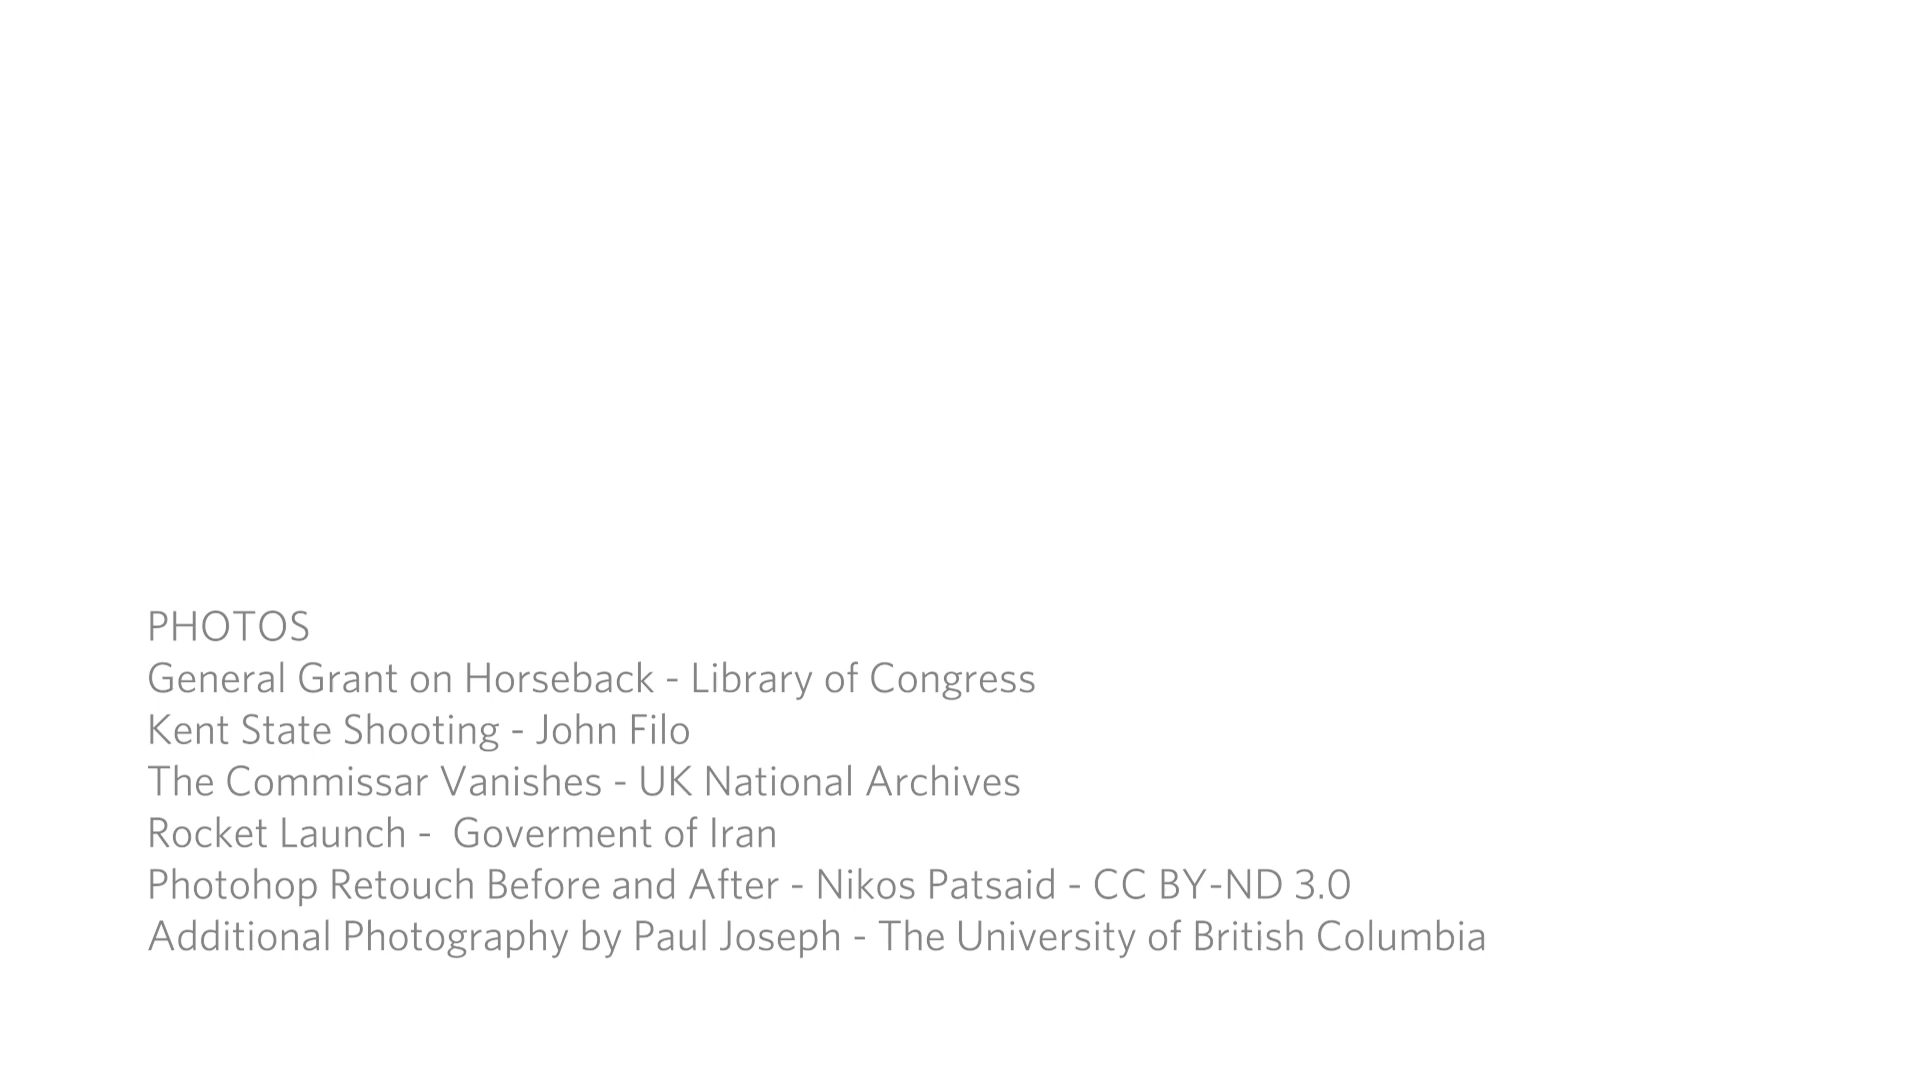 PHOTOS
General Grant on Horseback - Library of Congress
Kent State Shooting - John Filo
The Commissar Vanishes - UK National Archives
Rocket Launch -  Goverment of Iran
Photohop Retouch Before and After - Nikos Patsaid - CC BY-ND 3.0
Additional Photography by Paul Joseph - The University of British Columbia